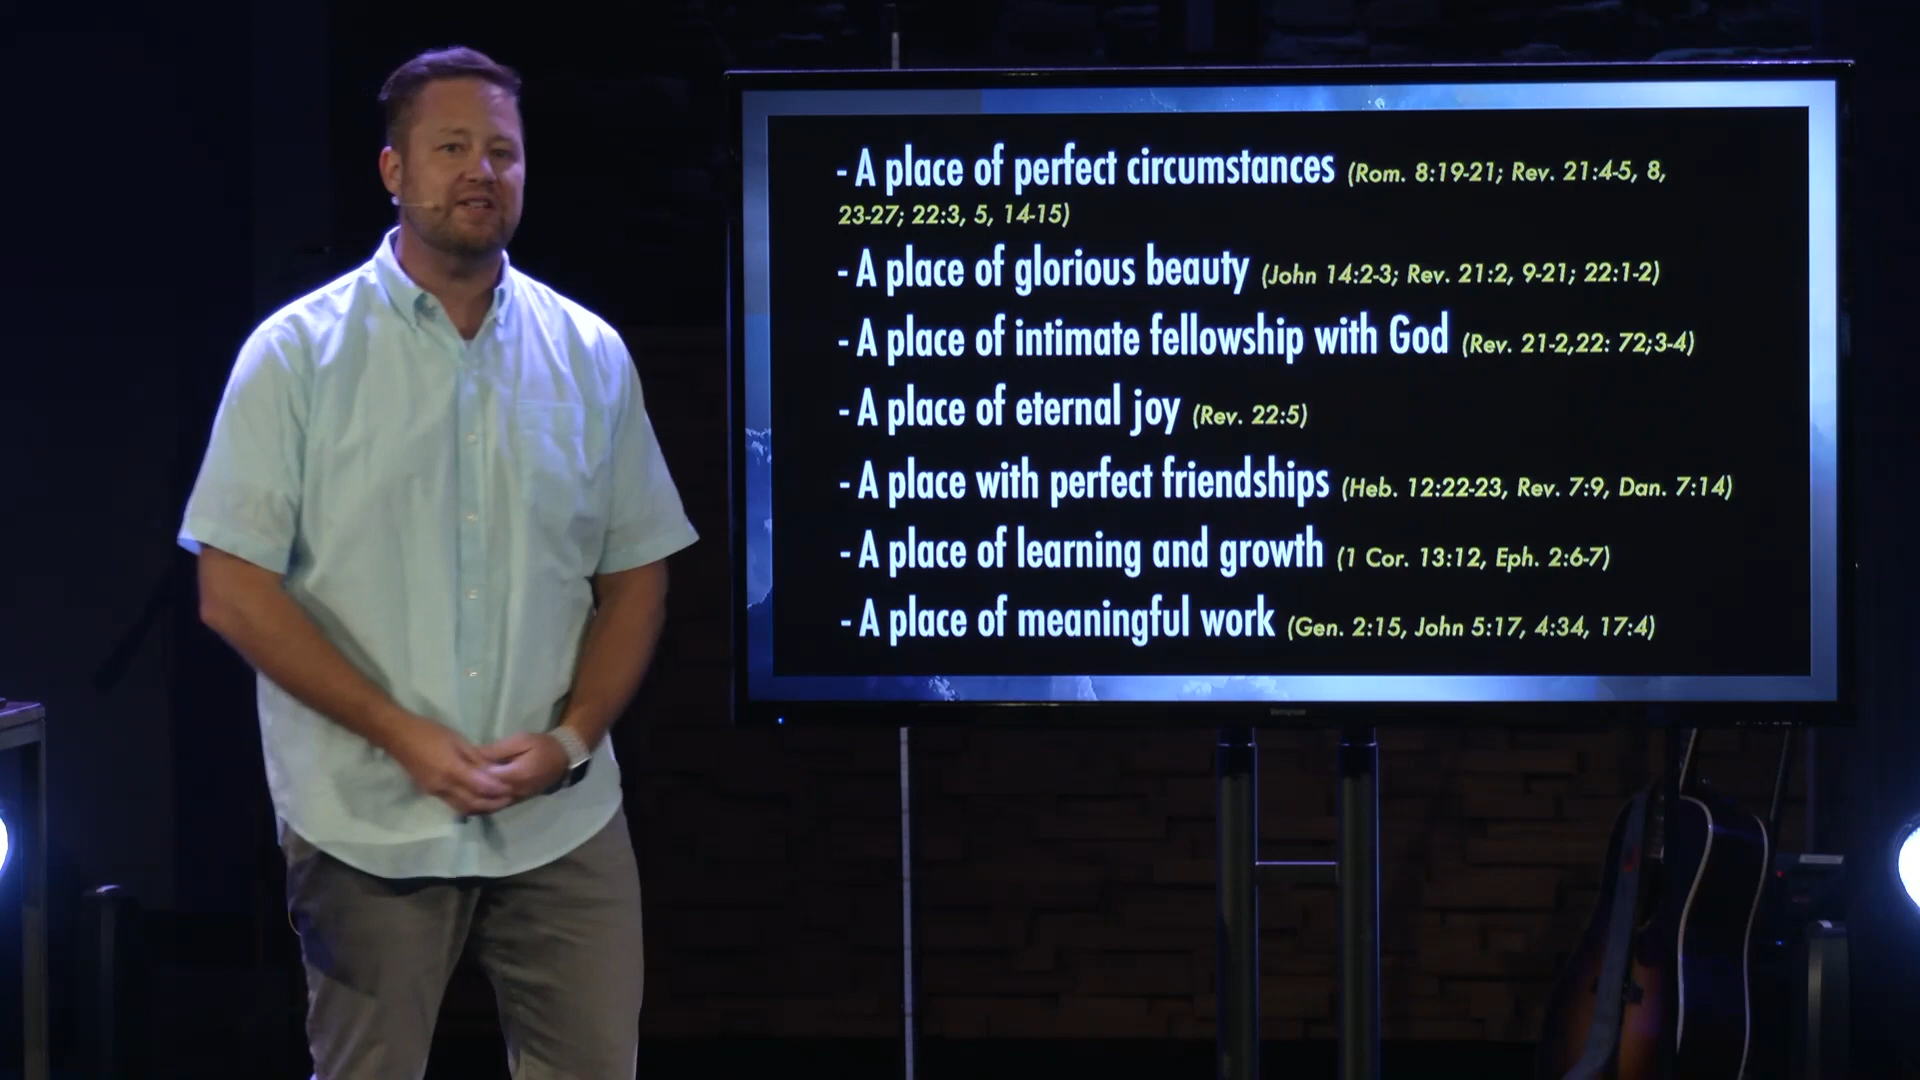 - A place of perfect circumstances (Rom. 8:19-21; Rev. 21:4-5, 8,
23-27; 22:3, 5, 14-15)
- A place of glorious beauty (John 14:2-3; Rev. 21:2, 9-21; 22:1-2)
- A place of intimate fellowship with God (Rev. 21-2,22: 72;3-4)
- A place of eternal joy (Rev. 22:5)
- A place with perfect friendships (Heb. 12:22-23, Rev. 7:9, Dan. 7:14)
- A place of learning and growth (1 Cor. 13:12, Eph. 2:6-7)
- A place of meaningful work (Gen. 2:15, John 5:17, 4:34, 17:4)